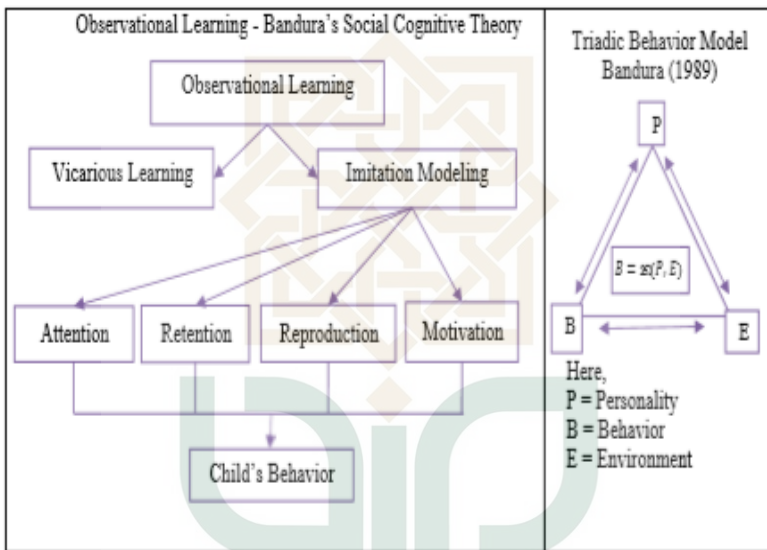 Observational Learning - Bandura's Social Cognitive Theory
Observational Learning
Vicarious Learning
Imitation Modeling
Attention
Retention
Reproduction
Motivation
Child's Behavior
Triadic Behavior Model
Bandura (1989)
P
B = (P, E)
B
E
Here,
P = Personality
B = Behavior
E = Environment